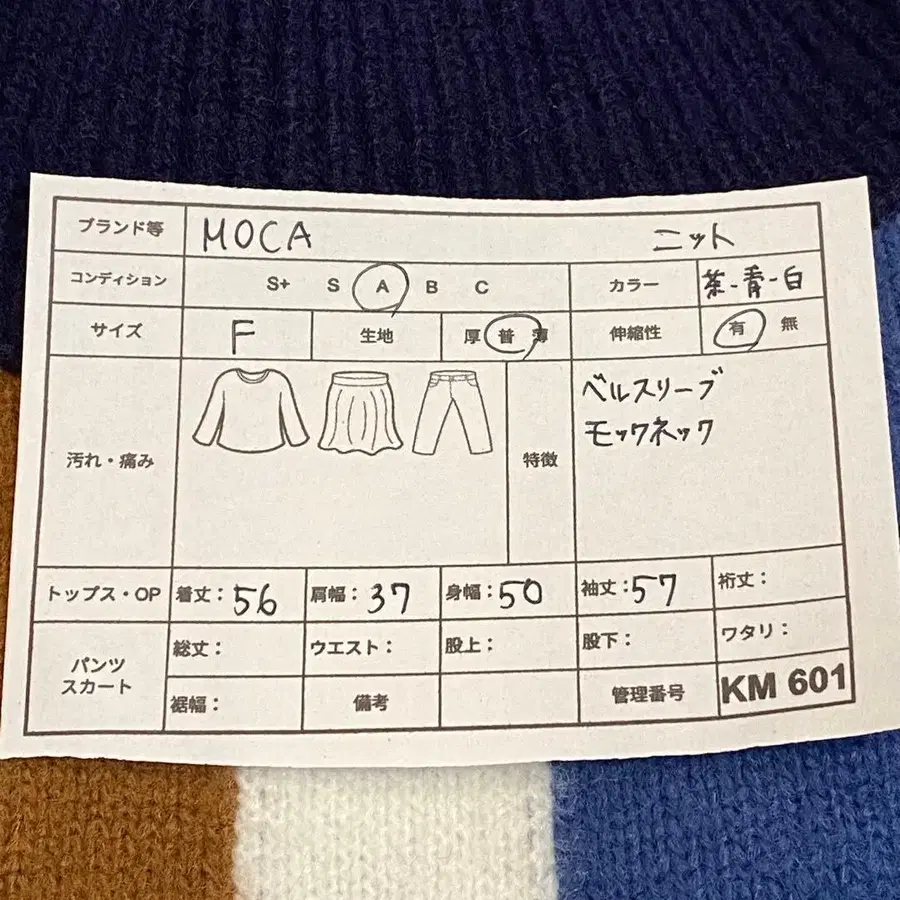 ブランド等 MOCA ニット
コンディション S+ S A B C カラー 茶-青-白
サイズ F 生地 厚 普 薄 伸縮性 有 無
汚れ・痛み 特徴 ベルスリーブ
モックネック
トップス・OP 着丈：56 肩幅：37 身幅：50 袖丈：57 裄丈：
パンツ スカート 総丈： ウエスト： 股上： 股下： ワタリ：
裾幅： 備考 管理番号 KM 601